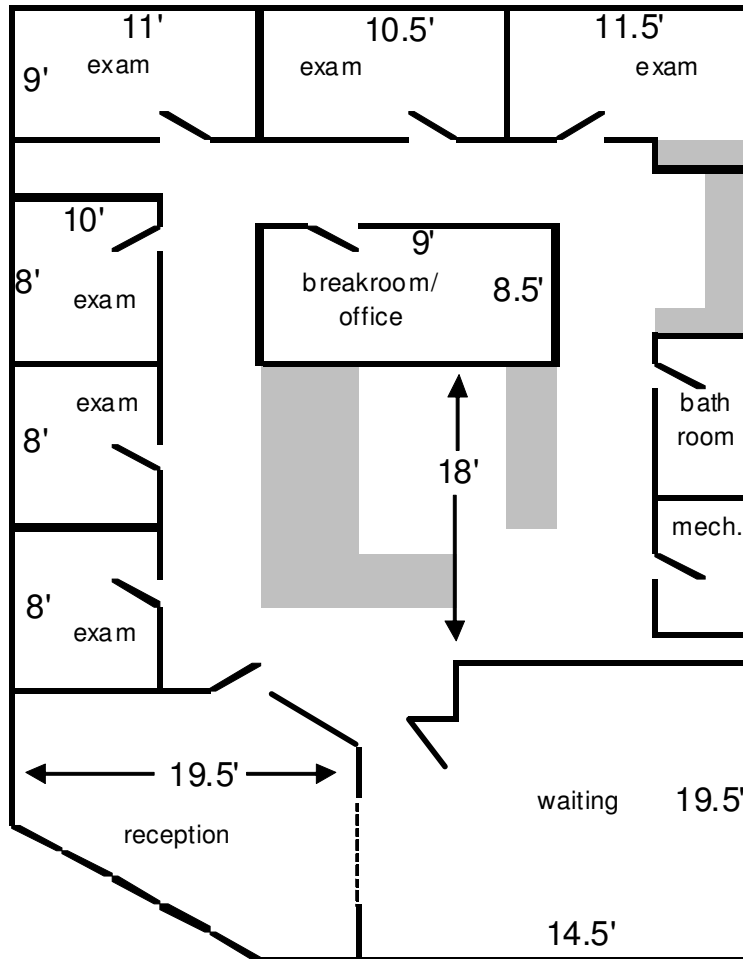 11'
10.5'
11.5'
exam
exam
exam
9'
10'
8'
exam
9'
breakroom/
office
8.5'
exam
8'
bath
room
18'
mech.
8'
exam
19.5'
waiting
19.5'
reception
14.5'